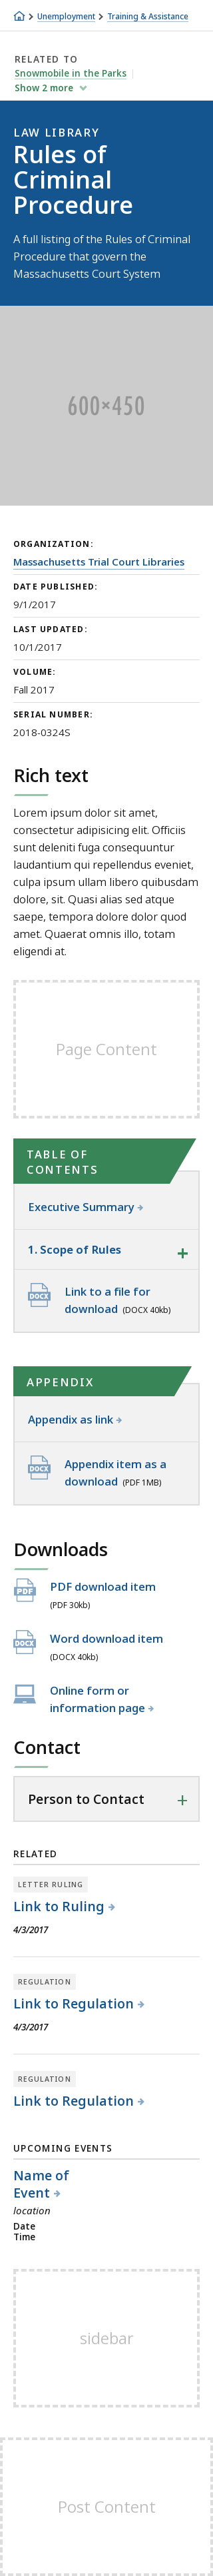 Unemployment Training & Assistance
RELATED TO
Snowmobile in the Parks
Show 2 more
LAW LIBRARY
Rules of
Criminal
Procedure
A full listing of the Rules of Criminal
Procedure that govern the
Massachusetts Court System
600×450
ORGANIZATION:
Massachusetts Trial Court Libraries
DATE PUBLISHED:
9/1/2017
LAST UPDATED:
10/1/2017
VOLUME:
Fall 2017
SERIAL NUMBER:
2018-0324S
Rich text
Lorem ipsum dolor sit amet,
consectetur adipisicing elit. Officiis
sunt deleniti fuga consequuntur
laudantium quo repellendus eveniet,
culpa ipsum ullam libero quibusdam
dolore, sit. Quasi alias sed atque
saepe, tempora dolore dolor quod
amet. Quaerat omnis illo, totam
eligendi at.
Page Content
TABLE OF
CONTENTS
Executive Summary
1. Scope of Rules
+
DOCX
Link to a file for
download (DOCX 40kb)
APPENDIX
Appendix as link
DOCX
Appendix item as a
download (PDF 1MB)
Downloads
PDF
PDF download item
(PDF 30kb)
DOCX
Word download item
(DOCX 40kb)
Online form or
information page
Contact
Person to Contact +
RELATED
LETTER RULING
Link to Ruling
4/3/2017
REGULATION
Link to Regulation
4/3/2017
REGULATION
Link to Regulation
UPCOMING EVENTS
Name of
Event
location
Date
Time
sidebar
Post Content